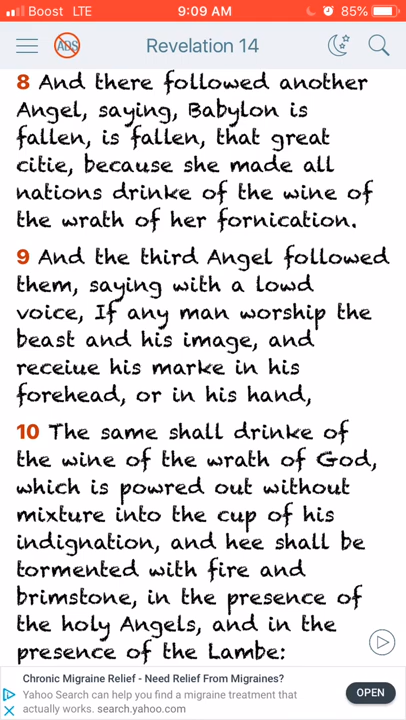 Boost LTE 9:09 AM 85%
ADS Revelation 14
8 And there followed another
Angel, saying, Babylon is
fallen, is fallen, that great
citie, because she made all
nations drinke of the wine of
the wrath of her fornication.
9 And the third Angel followed
them, saying with a lowd
voice, If any man worship the
beast and his image, and
receiue his marke in his
forehead, or in his hand,
10 The same shall drinke of
the wine of the wrath of God,
which is powred out without
mixture into the cup of his
indignation, and hee shall be
tormented with fire and
brimstone, in the presence of
the holy Angels, and in the
presence of the Lambe:
Chronic Migraine Relief - Need Relief From Migraines?
Yahoo Search can help you find a migraine treatment that
actually works. search.yahoo.com
OPEN